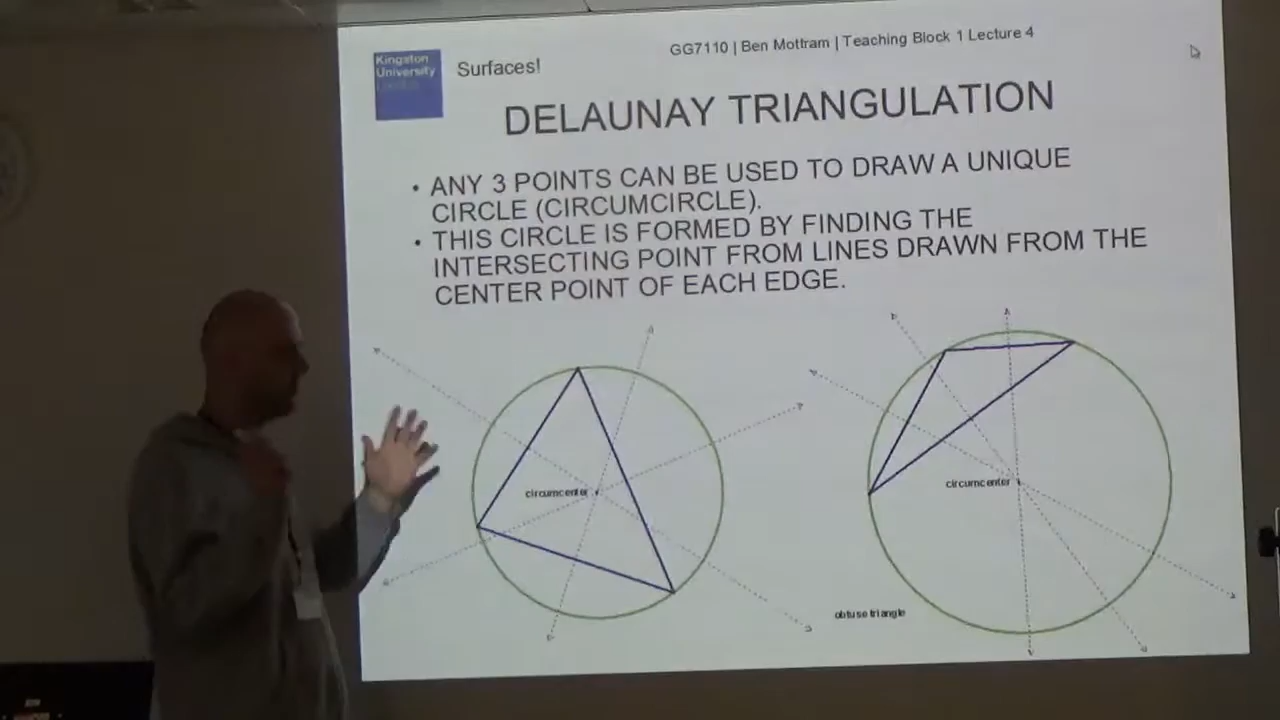 Kingston
University
London
Surfaces!
GG7110 | Ben Mottram | Teaching Block 1 Lecture 4
DELAUNAY TRIANGULATION
• ANY 3 POINTS CAN BE USED TO DRAW A UNIQUE
CIRCLE (CIRCUMCIRCLE).
• THIS CIRCLE IS FORMED BY FINDING THE
INTERSECTING POINT FROM LINES DRAWN FROM THE
CENTER POINT OF EACH EDGE.
circumcenter
circumcenter
obtuse triangle